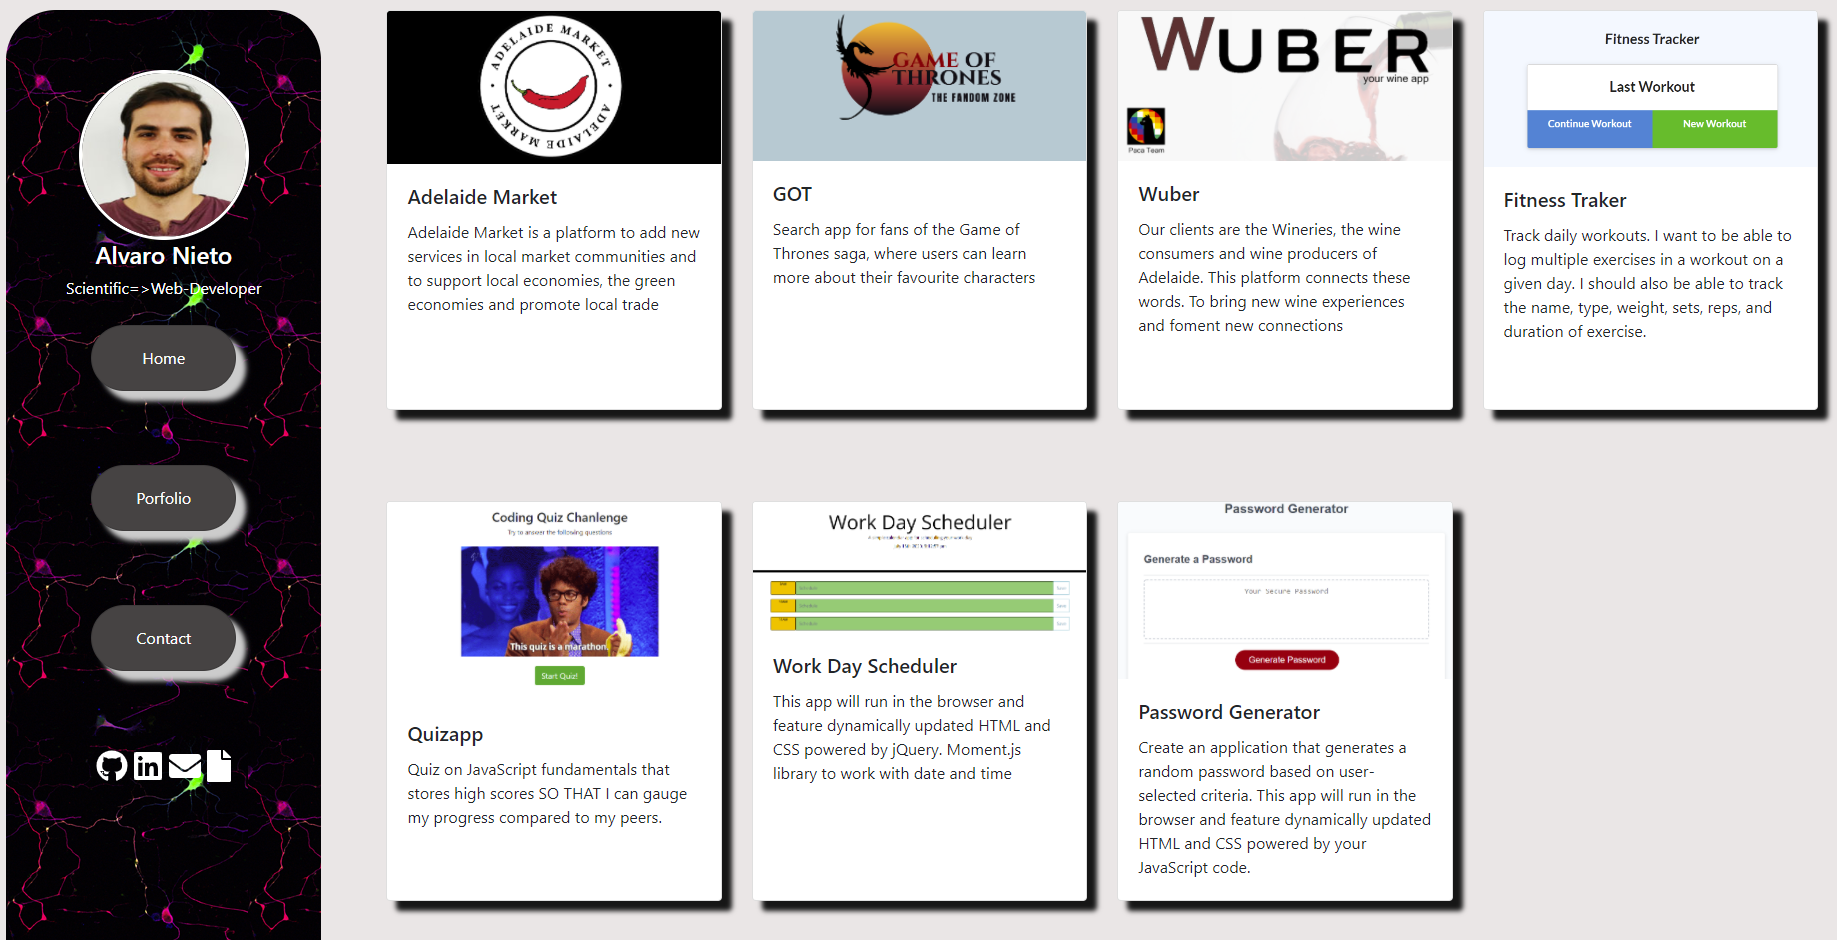 Alvaro Nieto
Scientific=>Web-Developer
Home
Porfolio
Contact
ADELAIDE MARKET
ADELAIDE MARKET
Adelaide Market
Adelaide Market is a platform to add new
services in local market communities and
to support local economies, the green
economies and promote local trade
GAME OF
THRONES
THE FANDOM ZONE
GOT
Search app for fans of the Game of
Thrones saga, where users can learn
more about their favourite characters
WUBER
your wine app
Paca Team
Wuber
Our clients are the Wineries, the wine
consumers and wine producers of
Adelaide. This platform connects these
words. To bring new wine experiences
and foment new connections
Fitness Tracker
Last Workout
Continue Workout
New Workout
Fitness Traker
Track daily workouts. I want to be able to
log multiple exercises in a workout on a
given day. I should also be able to track
the name, type, weight, sets, reps, and
duration of exercise.
Coding Quiz Chanlenge
Try to answer the following questions
This quiz is a marathon.
Start Quiz!
Quizapp
Quiz on JavaScript fundamentals that
stores high scores SO THAT I can gauge
my progress compared to my peers.
Work Day Scheduler
Work Day Scheduler
This app will run in the browser and
feature dynamically updated HTML and
CSS powered by jQuery. Moment.js
library to work with date and time
Password Generator
Generate a Password
Your Secure Password
Generate Password
Password Generator
Create an application that generates a
random password based on user-
selected criteria. This app will run in the
browser and feature dynamically updated
HTML and CSS powered by your
JavaScript code.